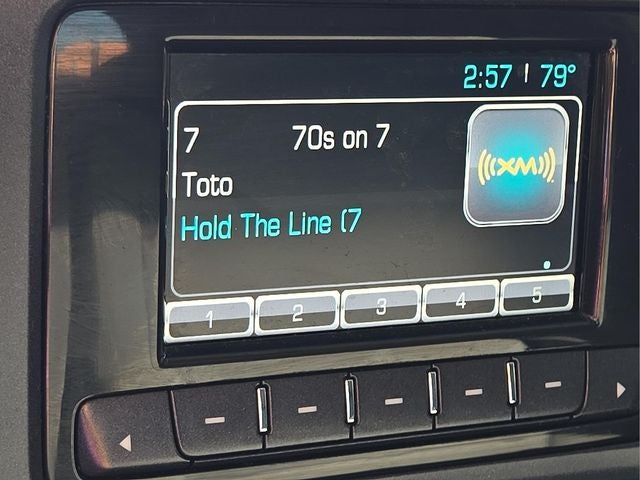 2:57 | 79°
7 70s on 7
((XM))
Toto
Hold The Line (7
1 2 3 4 5